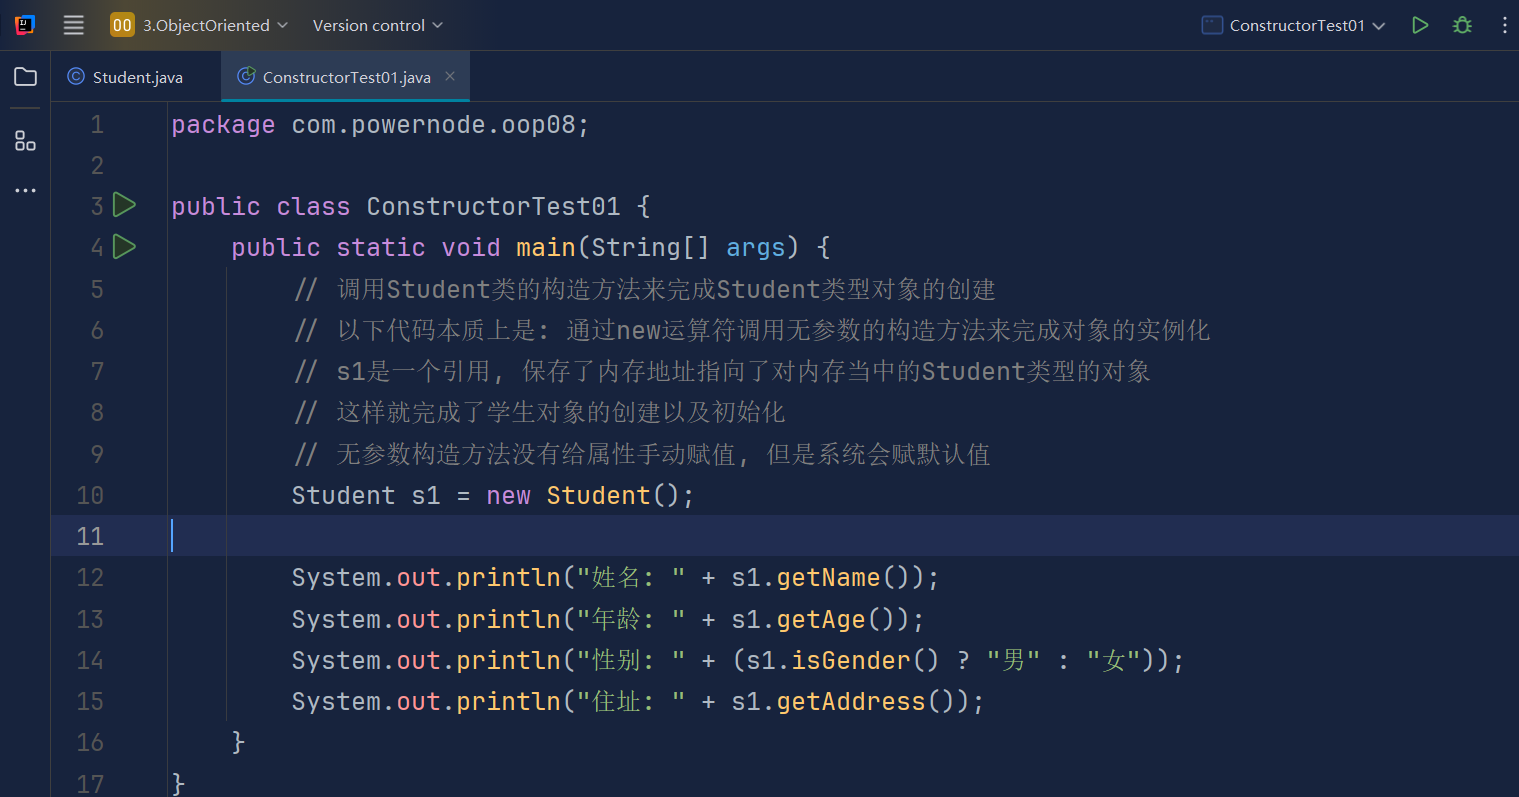 3.ObjectOriented Version control ConstructorTest01
Student.java ConstructorTest01.java
1 package com.powernode.oop08;
2
3 public class ConstructorTest01 {
4     public static void main(String[] args) {
5         // 调用Student类的构造方法来完成Student类型对象的创建
6         // 以下代码本质上是: 通过new运算符调用无参数的构造方法来完成对象的实例化
7         // s1是一个引用, 保存了内存地址指向了对内存当中的Student类型的对象
8         // 这样就完成了学生对象的创建以及初始化
9         // 无参数构造方法没有给属性手动赋值, 但是系统会赋默认值
10         Student s1 = new Student();
11
12         System.out.println("姓名: " + s1.getName());
13         System.out.println("年龄: " + s1.getAge());
14         System.out.println("性别: " + (s1.isGender() ? "男" : "女"));
15         System.out.println("住址: " + s1.getAddress());
16     }
17 }